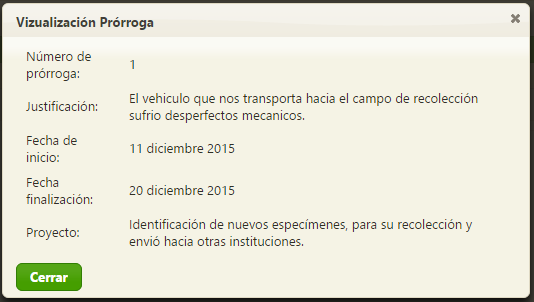 Vizualización Prórroga
Número de
prórroga:
1
Justificación:
El vehiculo que nos transporta hacia el campo de recolección
sufrio desperfectos mecanicos.
Fecha de
inicio:
11 diciembre 2015
Fecha
finalización:
20 diciembre 2015
Proyecto:
Identificación de nuevos especímenes, para su recolección y
envió hacia otras instituciones.
Cerrar